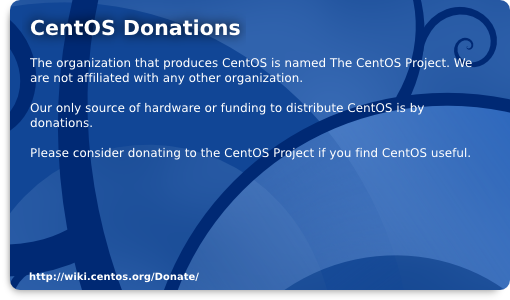 CentOS Donations
The organization that produces CentOS is named The CentOS Project. We
are not affiliated with any other organization.
Our only source of hardware or funding to distribute CentOS is by
donations.
Please consider donating to the CentOS Project if you find CentOS useful.
http://wiki.centos.org/Donate/